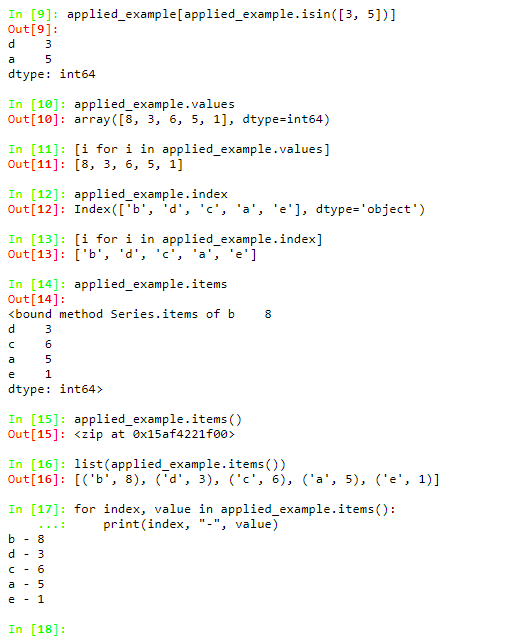 In [9]: applied_example[applied_example.isin([3, 5])]
Out[9]:
d    3
a    5
dtype: int64
In [10]: applied_example.values
Out[10]: array([8, 3, 6, 5, 1], dtype=int64)
In [11]: [i for i in applied_example.values]
Out[11]: [8, 3, 6, 5, 1]
In [12]: applied_example.index
Out[12]: Index(['b', 'd', 'c', 'a', 'e'], dtype='object')
In [13]: [i for i in applied_example.index]
Out[13]: ['b', 'd', 'c', 'a', 'e']
In [14]: applied_example.items
Out[14]:
<bound method Series.items of b    8
d    3
c    6
a    5
e    1
dtype: int64>
In [15]: applied_example.items()
Out[15]: <zip at 0x15af4221f00>
In [16]: list(applied_example.items())
Out[16]: [('b', 8), ('d', 3), ('c', 6), ('a', 5), ('e', 1)]
In [17]: for index, value in applied_example.items():
    ...:     print(index, "-", value)
b - 8
d - 3
c - 6
a - 5
e - 1
In [18]: